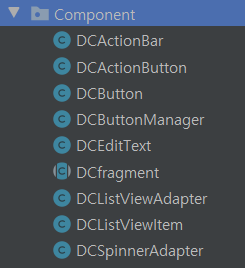 Component
DCActionBar
DCActionButton
DCButton
DCButtonManager
DCEditText
DCfragment
DCListViewAdapter
DCListViewItem
DCSpinnerAdapter